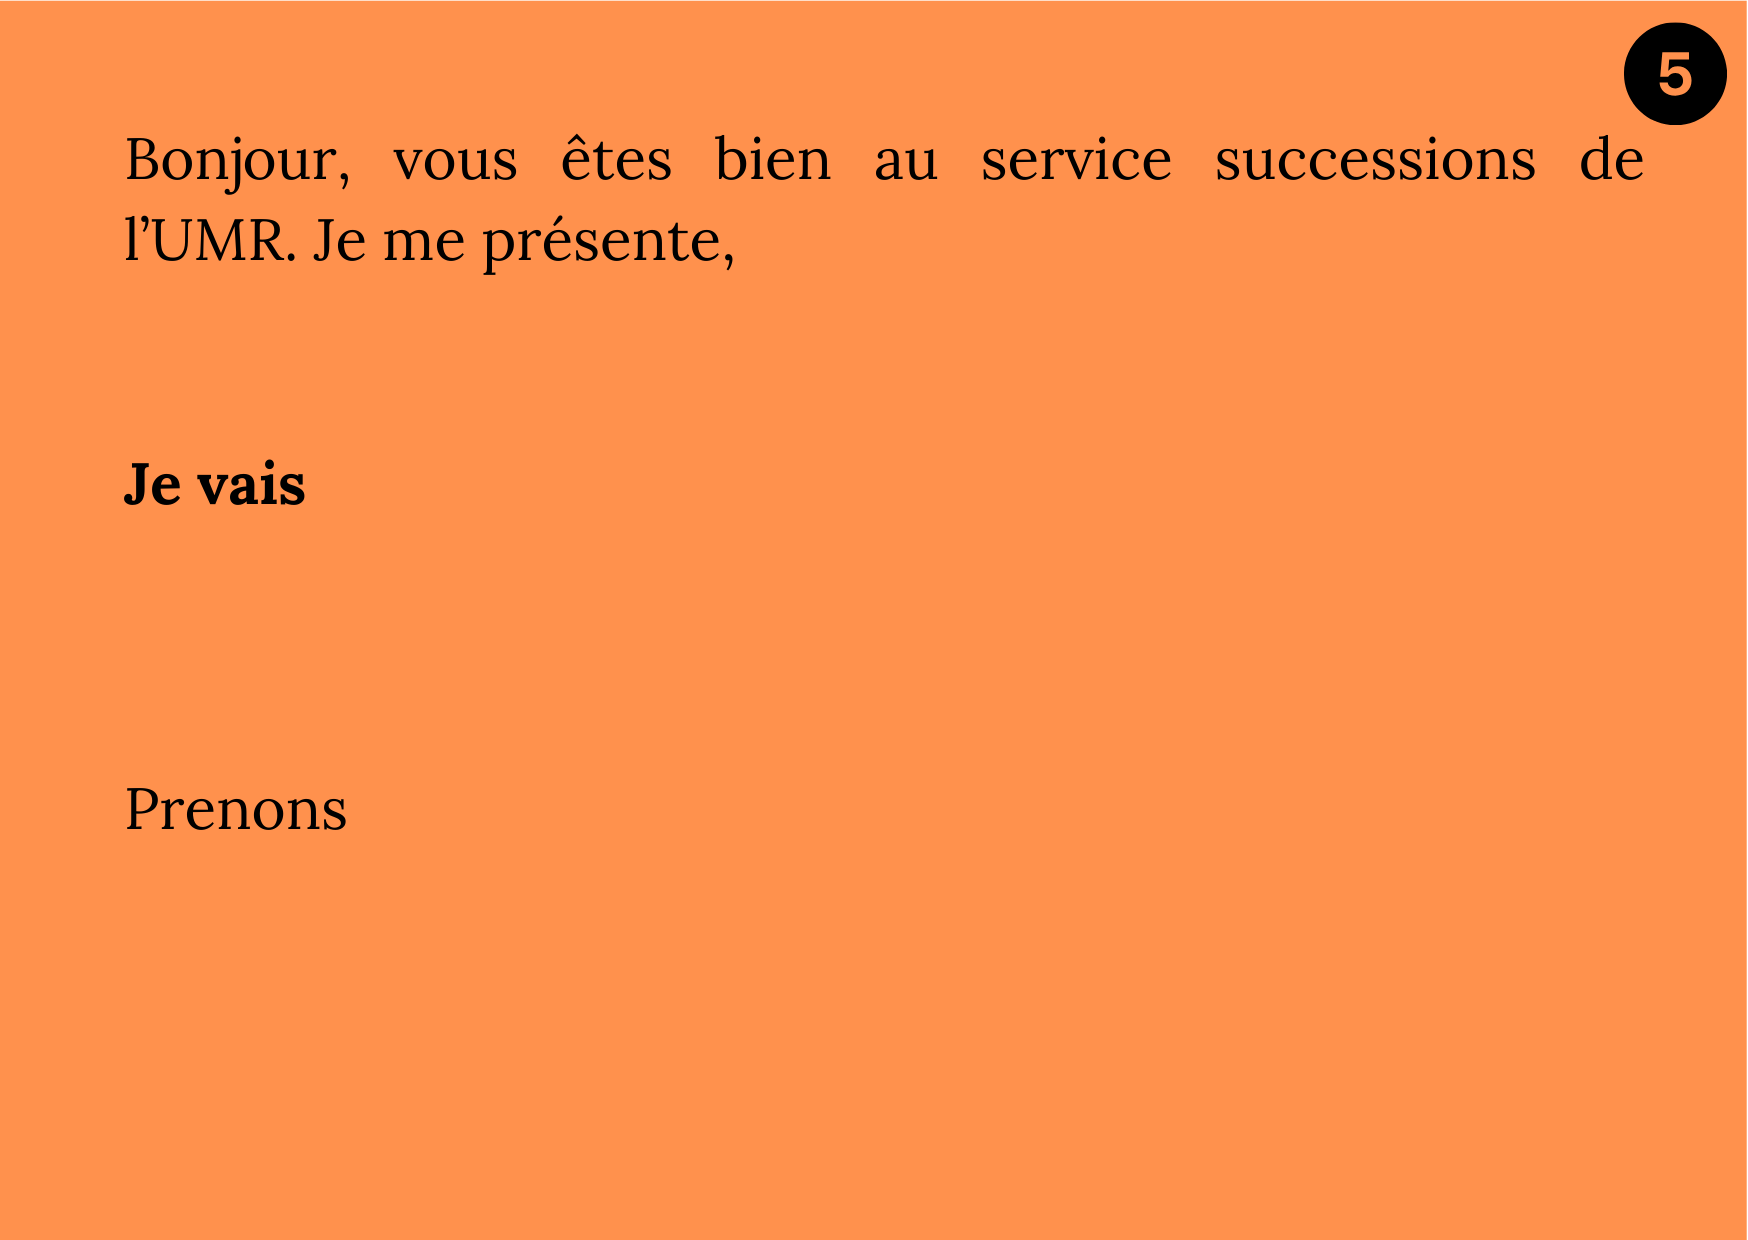 5
Bonjour, vous êtes bien au service successions de
l’UMR. Je me présente,
Je vais
Prenons